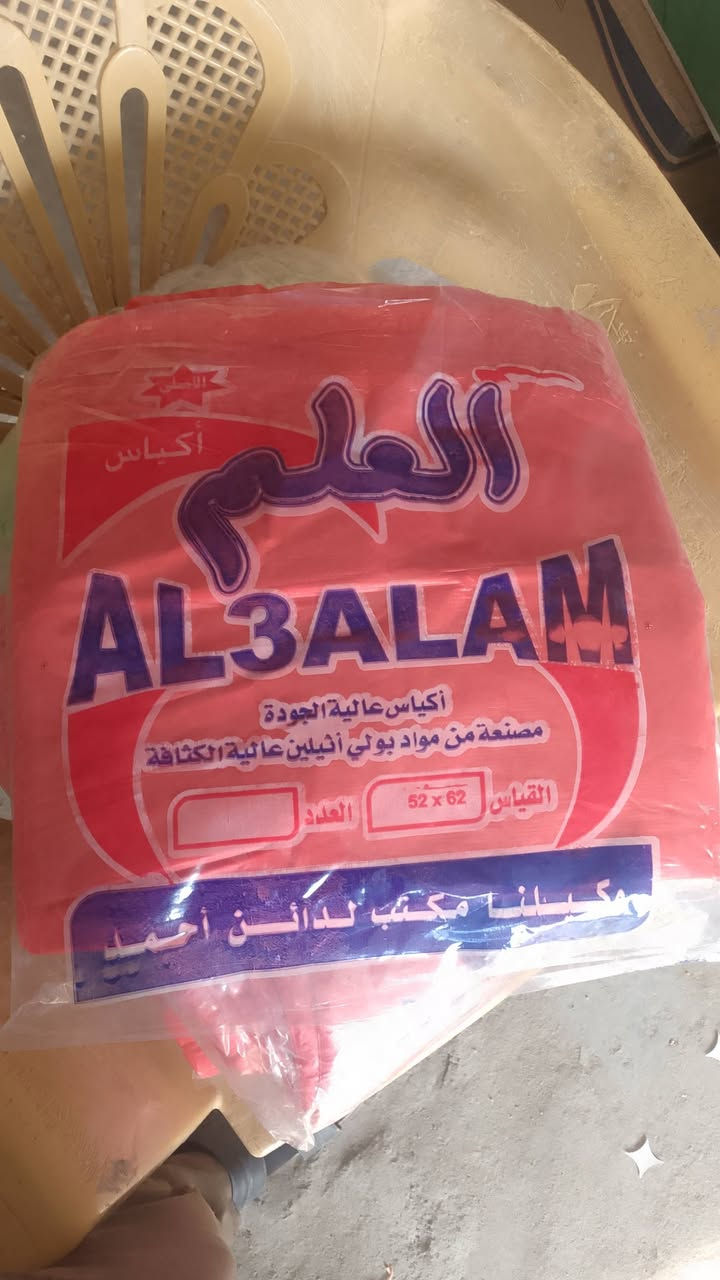 الأصلي
أكياس
العلم
AL3ALAM
أكياس عالية الجودة
مصنعة من مواد بولي أثيلين عالية الكثافة
القياس 52 x 62 العدد
مكتب لدائن أحمد